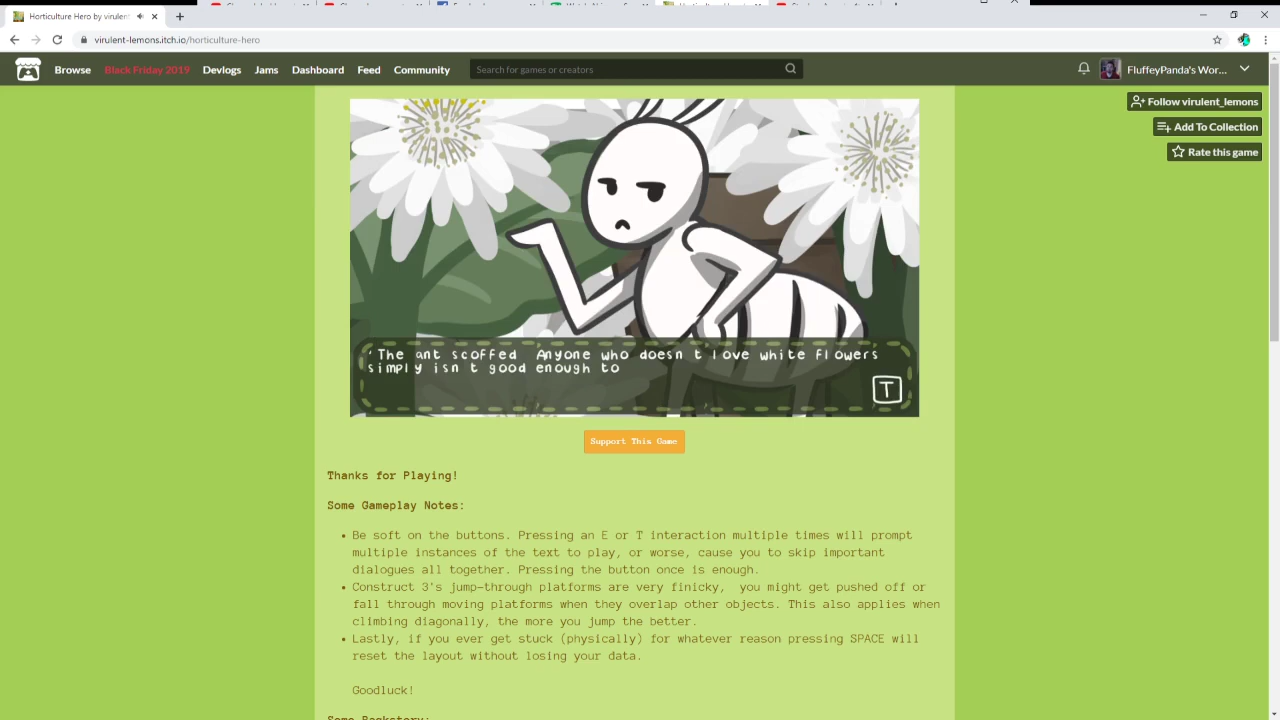 Horticulture Hero by virulent
virulent-lemons.itch.io/horticulture-hero
Browse Black Friday 2019 Devlogs Jams Dashboard Feed Community Search for games or creators FluffeyPanda's Wor...
Follow virulent_lemons
Add To Collection
Rate this game
'The ant scoffed 'Anyone who doesn't love white flowers
simply isn't good enough to
T
Support This Game
Thanks for Playing!
Some Gameplay Notes:
• Be soft on the buttons. Pressing an E or T interaction multiple times will prompt
multiple instances of the text to play, or worse, cause you to skip important
dialogues all together. Pressing the button once is enough.
• Construct 3's jump-through platforms are very finicky, you might get pushed off or
fall through moving platforms when they overlap other objects. This also applies when
climbing diagonally, the more you jump the better.
• Lastly, if you ever get stuck (physically) for whatever reason pressing SPACE will
reset the layout without losing your data.
Goodluck!
Some Backstory: